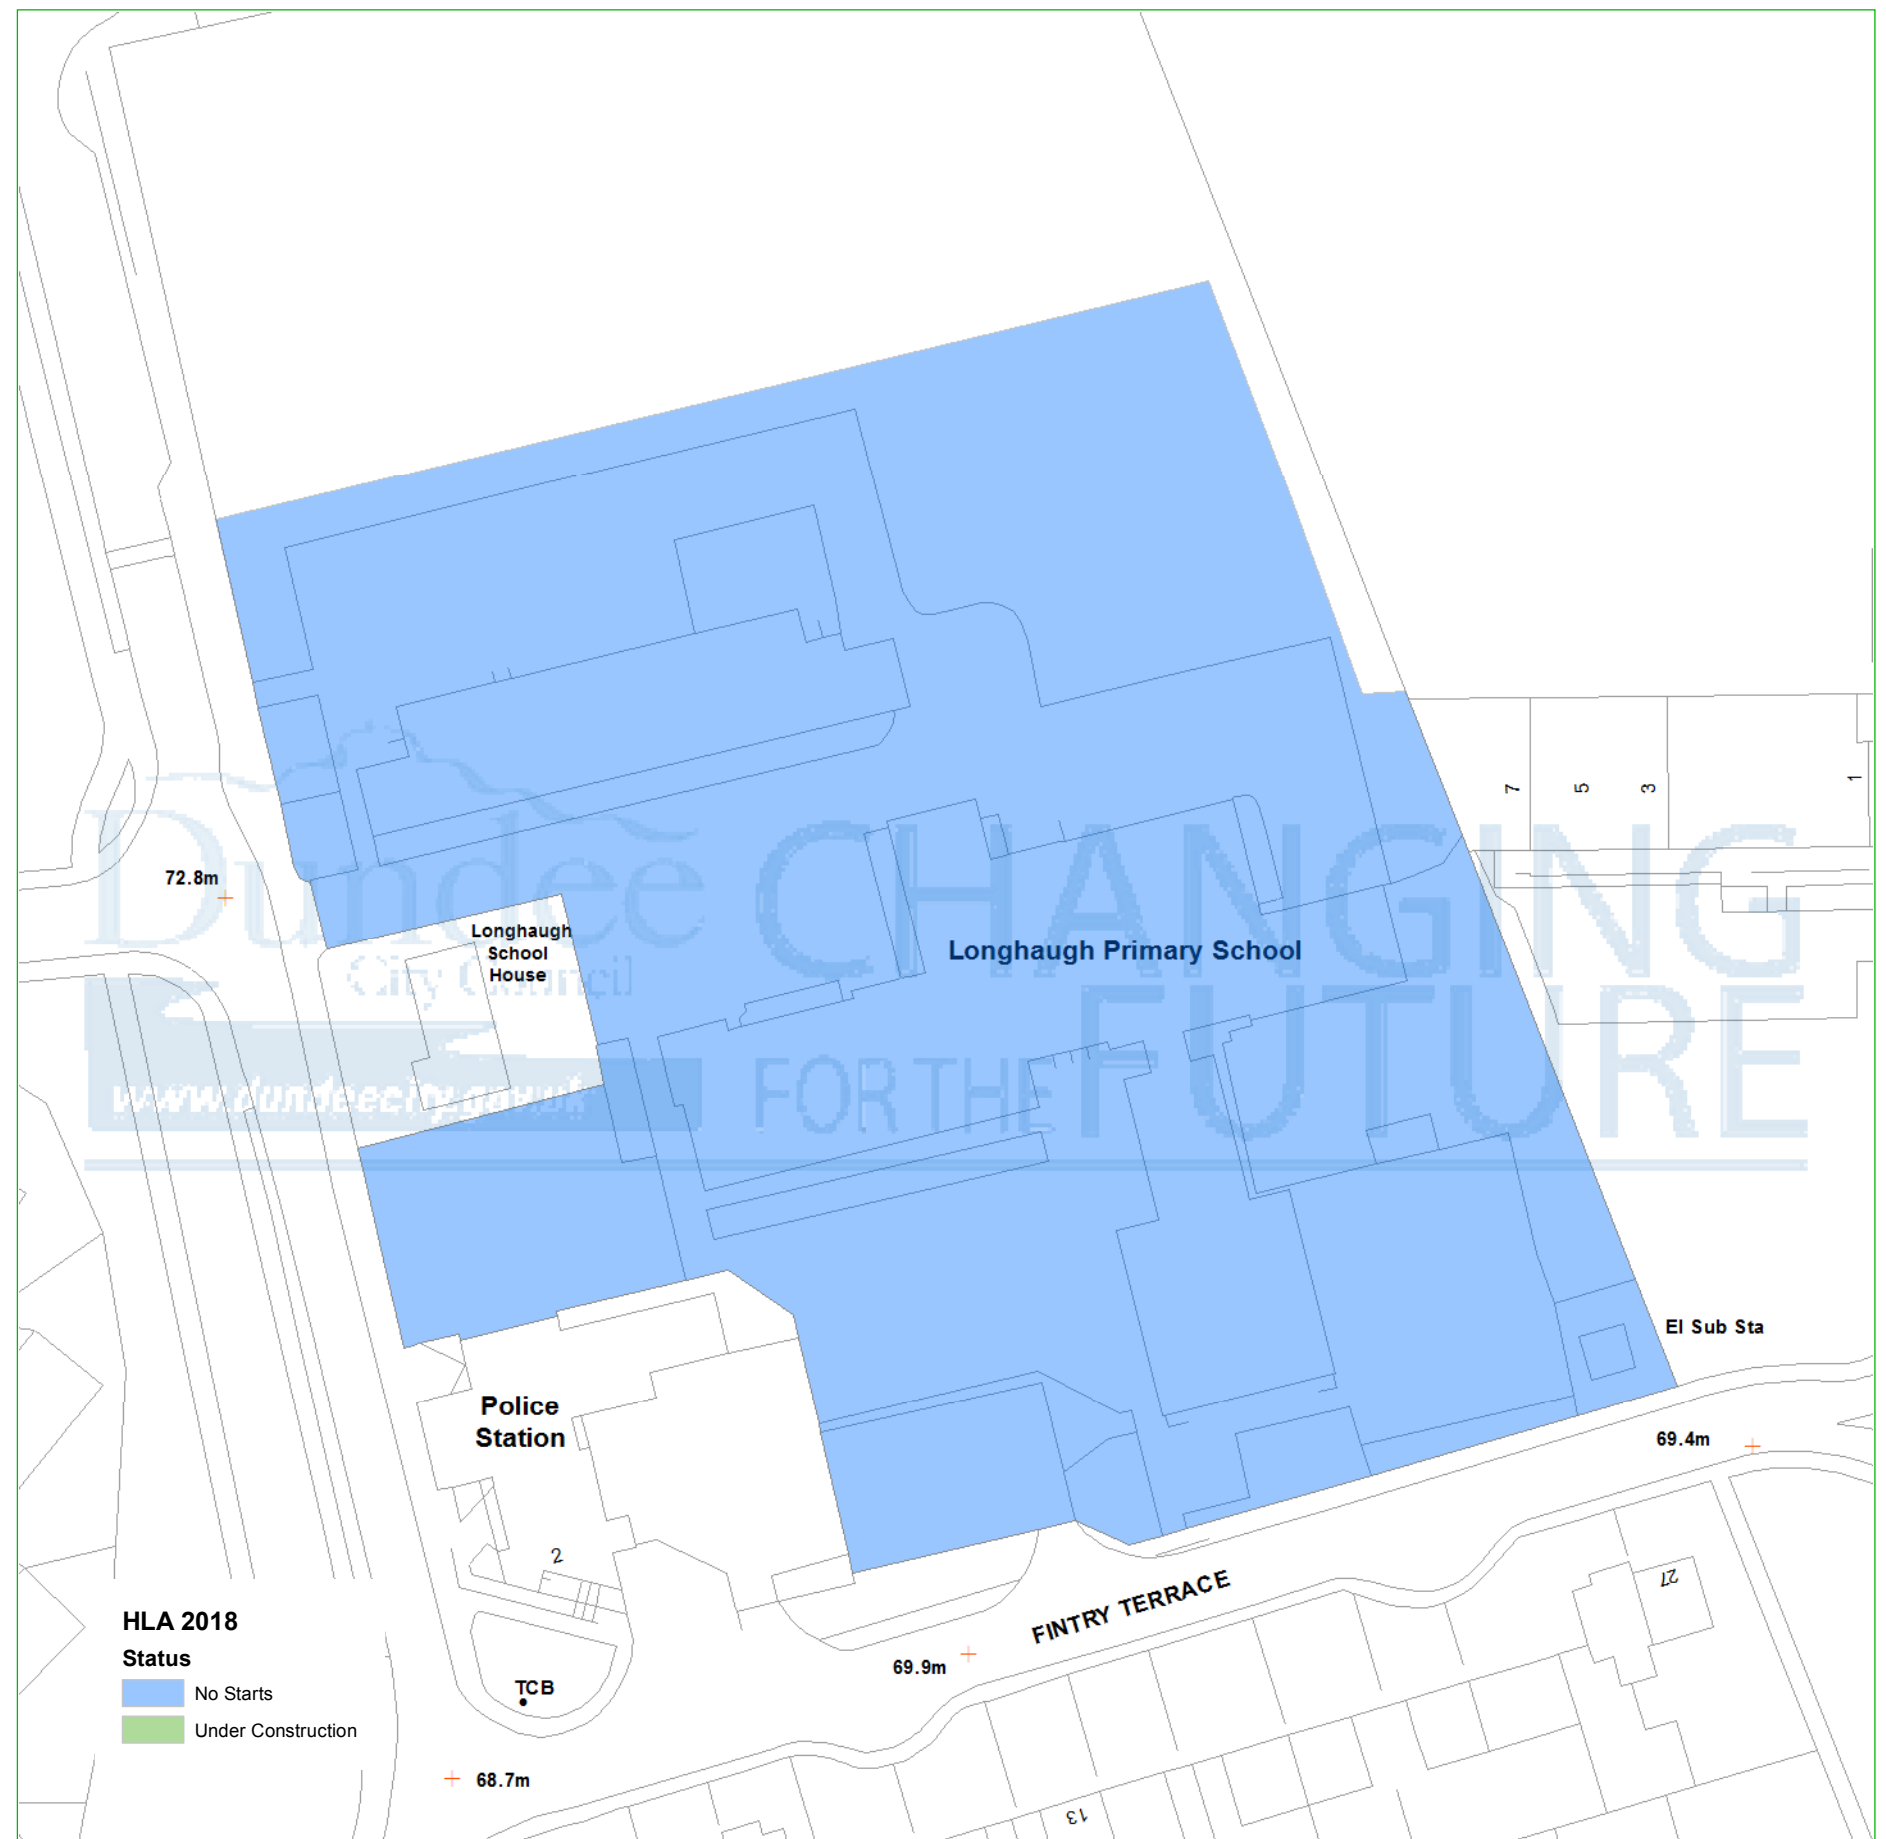 72.8m
Longhaugh
School
House
Longhaugh Primary School
7
5
3
1
Dundee
City Council
www.dundeecity.gov.uk
CHANGING
FOR THE
FUTURE
El Sub Sta
Police
Station
69.4m
2
27
FINTRY TERRACE
69.9m
TCB
68.7m
13
HLA 2018
Status
No Starts
Under Construction